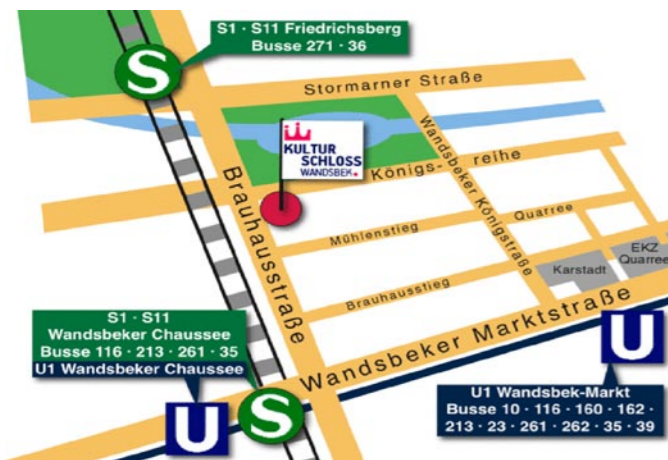 S1 · S11 Friedrichsberg
Busse 271 · 36
S
Stormarner Straße
KULTUR
SCHLOSS
WANDSBEK
Königs- reihe
Wandsbeker Königstraße
Brauhausstraße
Mühlenstieg
Quarree
Brauhausstieg
Karstadt
EKZ
Quarree
Wandsbeker Marktstraße
S1 · S11
Wandsbeker Chaussee
Busse 116 · 213 · 261 · 35
U1 Wandsbeker Chaussee
U
S
U
U1 Wandsbek-Markt
Busse 10 · 116 · 160 · 162 ·
213 · 23 · 261 · 262 · 35 · 39